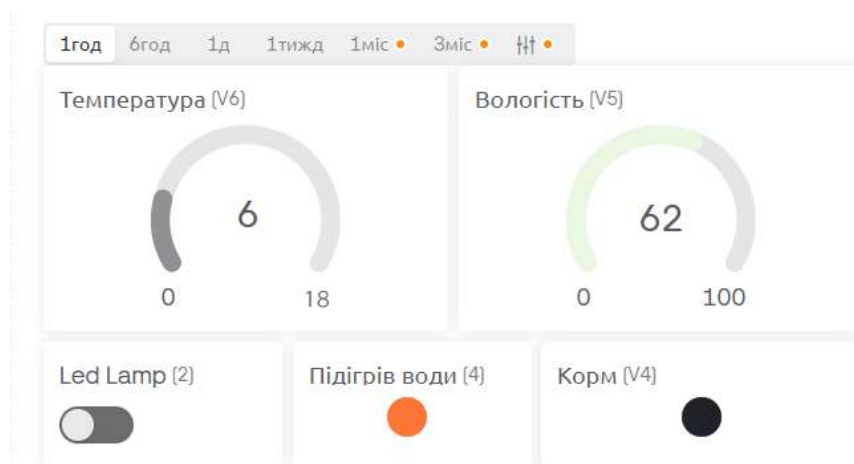 1год 6год 1д 1тижд 1міс 3міс
Температура (V6) Вологість (V5)
6 62
0 18 0 100
Led Lamp (2) Підігрів води (4) Корм (V4)